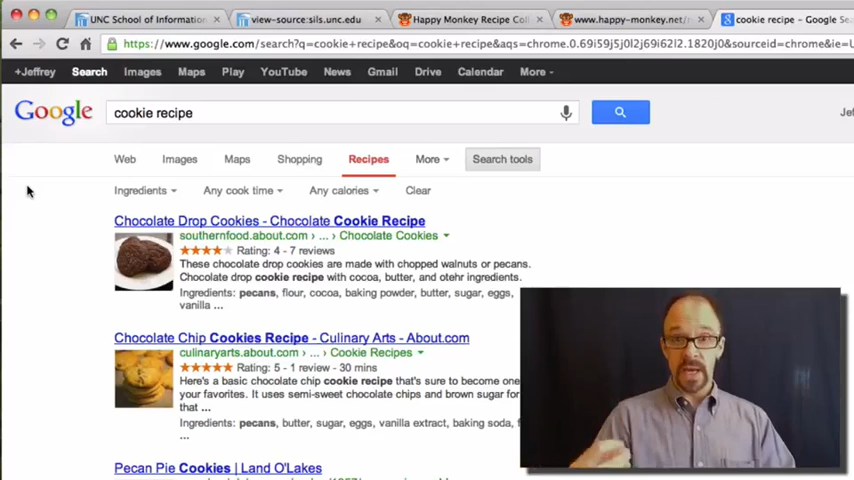 UNC School of Information
view-source:sils.unc.edu
Happy Monkey Recipe Coll
www.happy-monkey.net/
cookie recipe - Google Sea
https://www.google.com/search?q=cookie+recipe&oq=cookie+recipe&aqs=chrome.0.69i59j5j0l2j69i62l2.1820j0&sourceid=chrome&ie=U
+Jeffrey Search Images Maps Play YouTube News Gmail Drive Calendar More
Google cookie recipe Jef
Web Images Maps Shopping Recipes More Search tools
Ingredients Any cook time Any calories Clear
Chocolate Drop Cookies - Chocolate Cookie Recipe
southernfood.about.com › ... › Chocolate Cookies
Rating: 4 - 7 reviews
These chocolate drop cookies are made with chopped walnuts or pecans.
Chocolate drop cookie recipe with cocoa, butter, and otehr ingredients.
Ingredients: pecans, flour, cocoa, baking powder, butter, sugar, eggs,
vanilla ...
Chocolate Chip Cookies Recipe - Culinary Arts - About.com
culinaryarts.about.com › ... › Cookie Recipes
Rating: 5 - 1 review - 30 mins
Here's a basic chocolate chip cookie recipe that's sure to become one
your favorites. It uses semi-sweet chocolate chips and brown sugar for
that ...
Ingredients: pecans, butter, sugar, eggs, vanilla extract, baking soda, f
...
Pecan Pie Cookies | Land O'Lakes